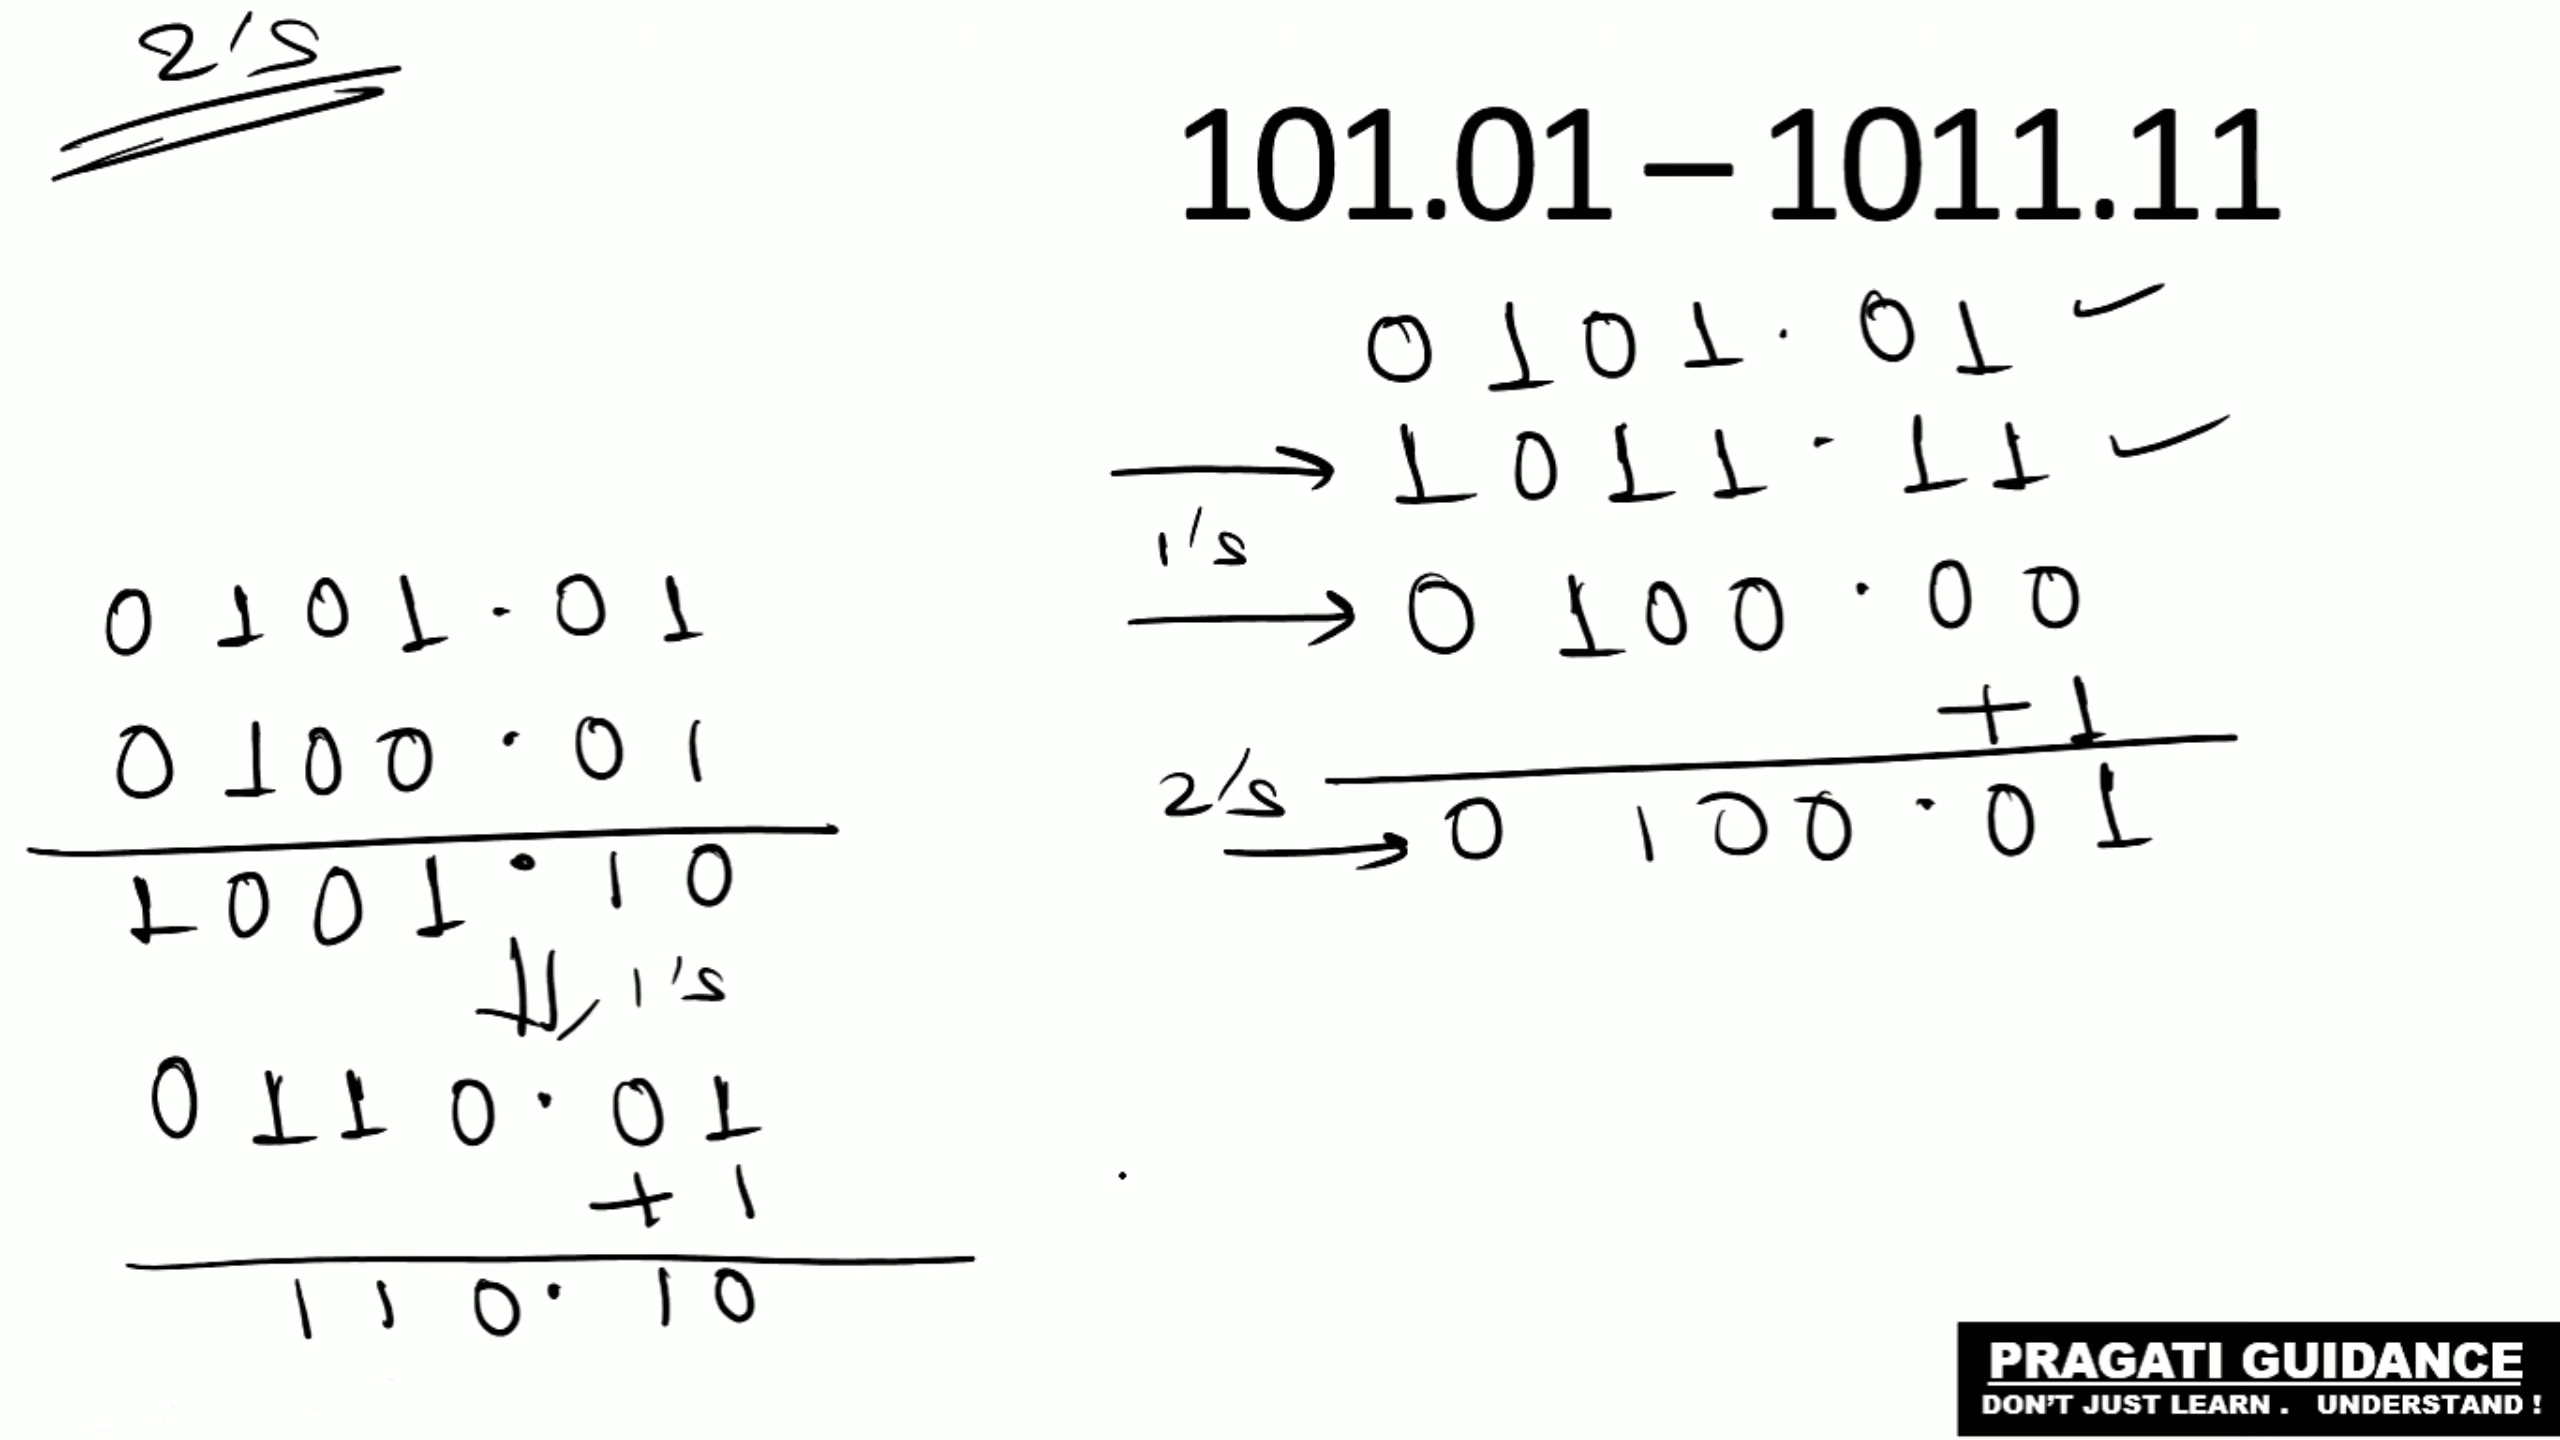 2's
101.01 – 1011.11
0101.01
1011.11
1's
0100.00
+1
2's
0100.01
0101.01
0100.01
1001.10
1's
0110.01
+1
110.10
PRAGATI GUIDANCE
DON'T JUST LEARN . UNDERSTAND !